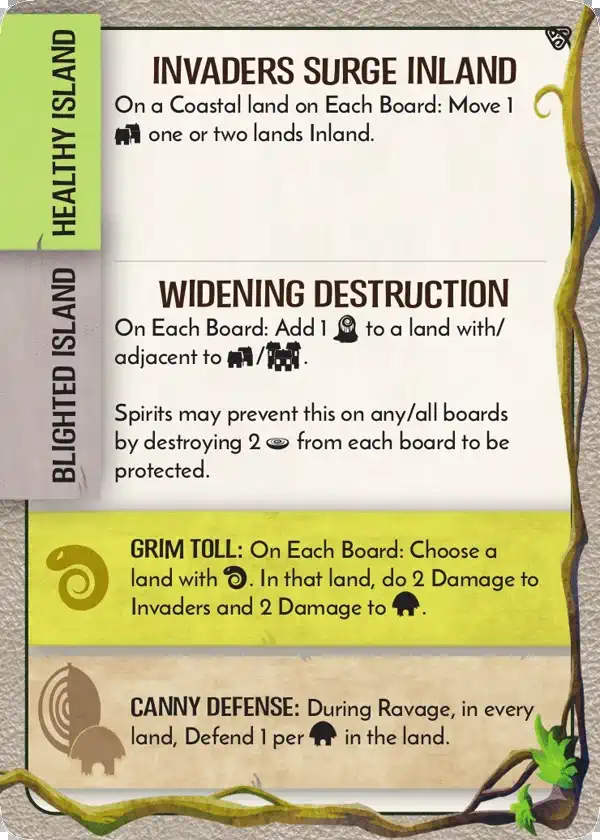 HEALTHY ISLAND
INVADERS SURGE INLAND
On a Coastal land on Each Board: Move 1
one or two lands Inland.
BLIGHTED ISLAND
WIDENING DESTRUCTION
On Each Board: Add 1 to a land with/
adjacent to / .
Spirits may prevent this on any/all boards
by destroying 2 from each board to be
protected.
GRIM TOLL: On Each Board: Choose a
land with . In that land, do 2 Damage to
Invaders and 2 Damage to .
CANNY DEFENSE: During Ravage, in every
land, Defend 1 per in the land.